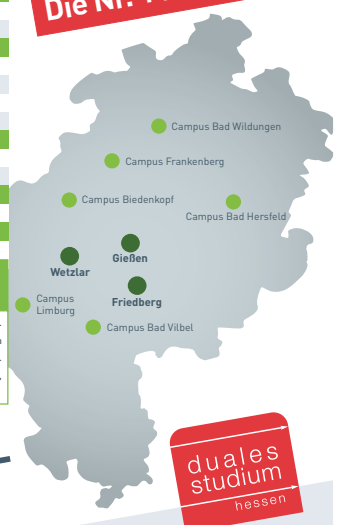 Die Nr.
Campus Bad Wildungen
Campus Frankenberg
Campus Biedenkopf
Campus Bad Hersfeld
Gießen
Wetzlar
Friedberg
Campus
Limburg
Campus Bad Vilbel
duales
studium
hessen